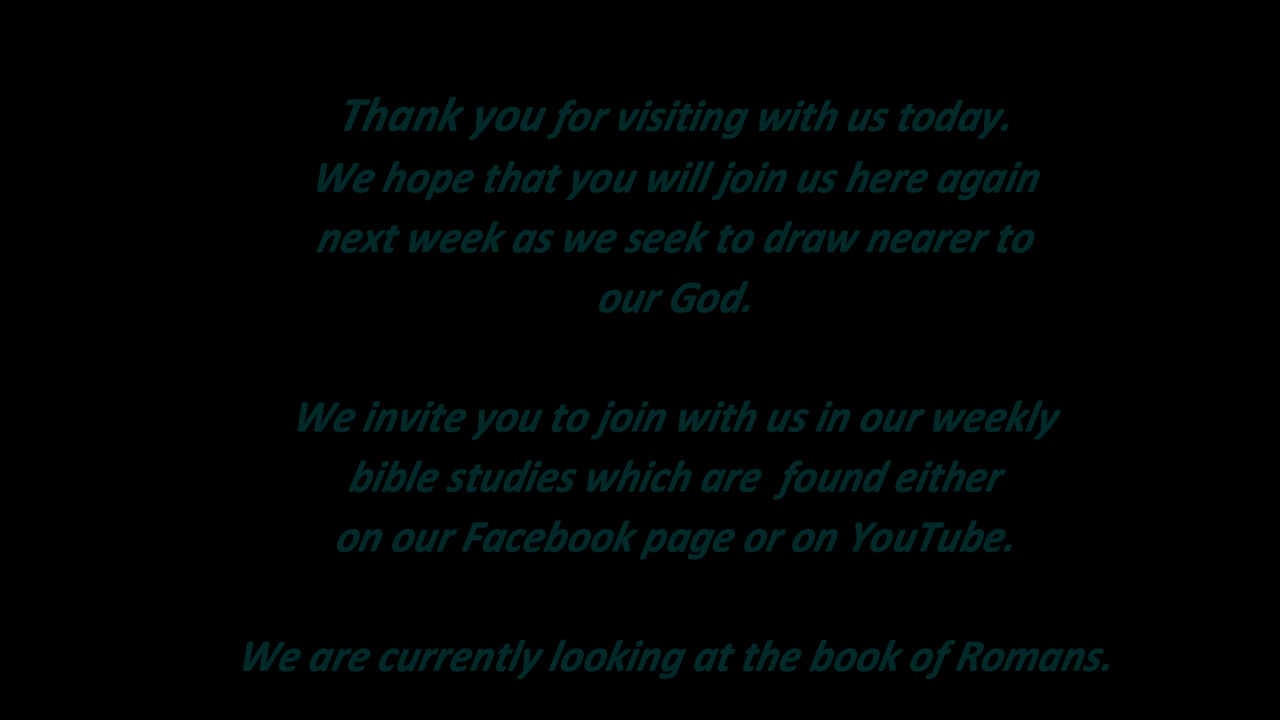 Thank you for visiting with us today.
We hope that you will join us here again
next week as we seek to draw nearer to
our God.
We invite you to join with us in our weekly
bible studies which are  found either
on our Facebook page or on YouTube.
We are currently looking at the book of Romans.